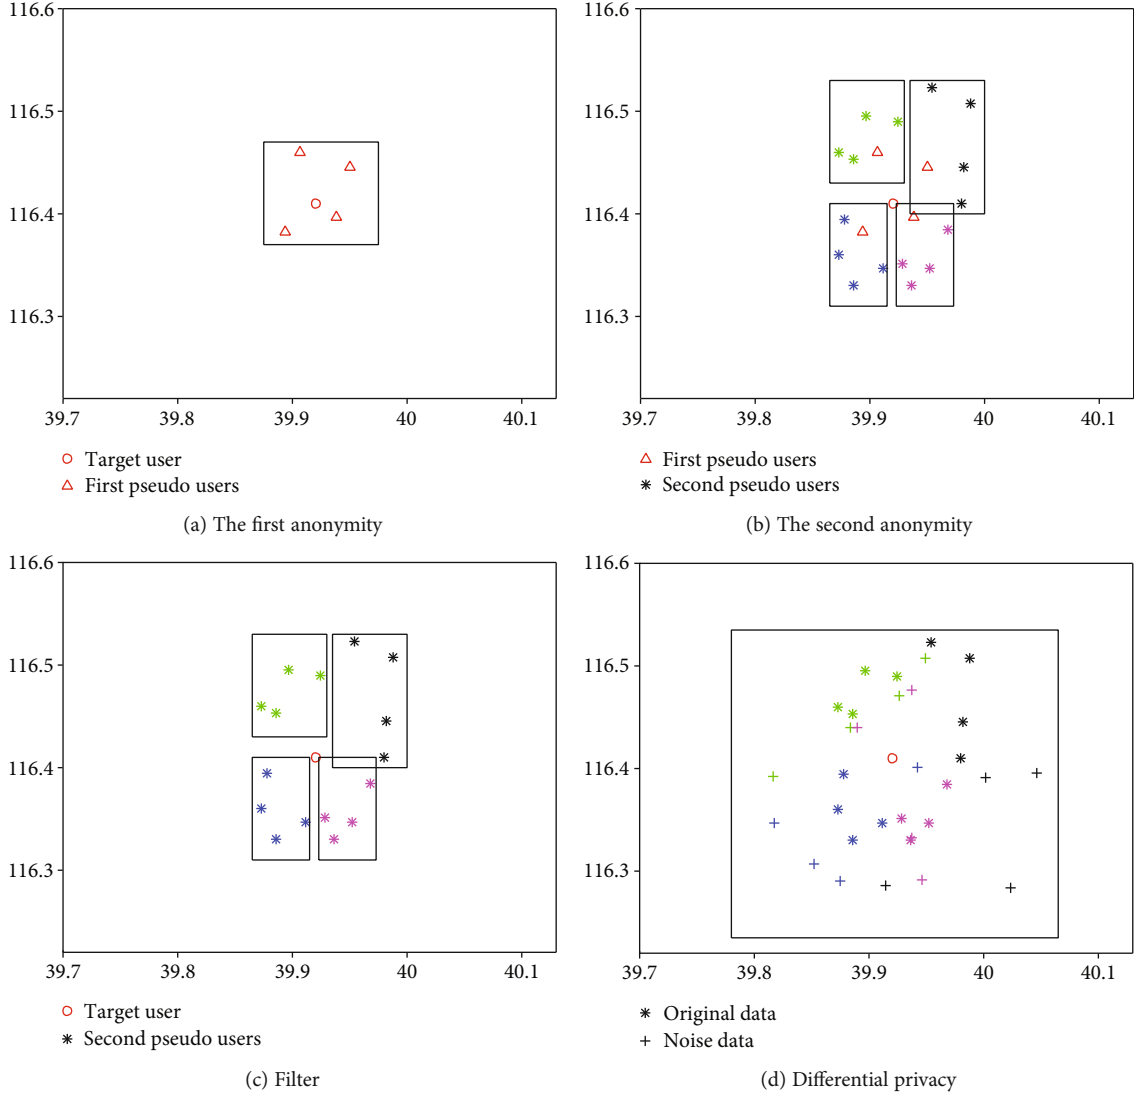 116.6
116.5
116.4
116.3
39.7 39.8 39.9 40 40.1
Target user
First pseudo users
(a) The first anonymity
116.6
116.5
116.4
116.3
39.7 39.8 39.9 40 40.1
First pseudo users
Second pseudo users
(b) The second anonymity
116.6
116.5
116.4
116.3
39.7 39.8 39.9 40 40.1
Target user
Second pseudo users
(c) Filter
116.6
116.5
116.4
116.3
39.7 39.8 39.9 40 40.1
Original data
Noise data
(d) Differential privacy